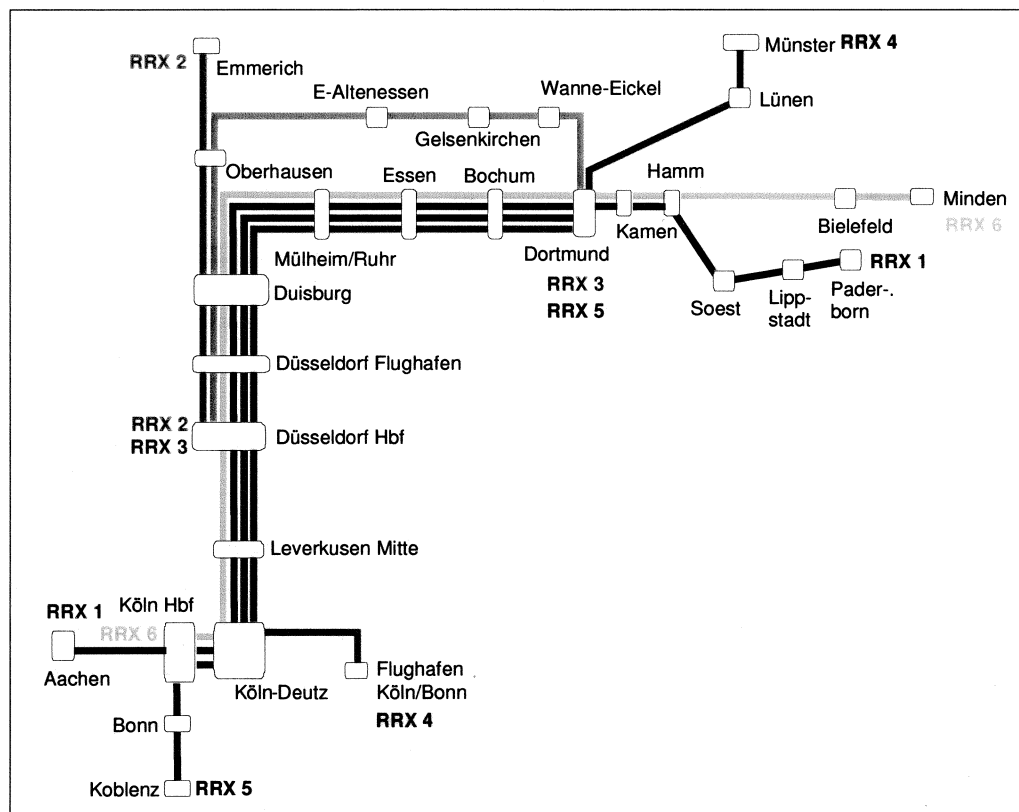 RRX 2
Emmerich
Münster RRX 4
Lünen
E-Altenessen
Wanne-Eickel
Gelsenkirchen
Oberhausen
Essen
Bochum
Hamm
Mülheim/Ruhr
Dortmund
Kamen
Bielefeld
Minden
RRX 6
RRX 3
RRX 5
Soest
Lipp-
stadt
Pader-.
born
RRX 1
Duisburg
Düsseldorf Flughafen
RRX 2
RRX 3
Düsseldorf Hbf
Leverkusen Mitte
RRX 1
Köln Hbf
RRX 6
Aachen
Köln-Deutz
Flughafen
Köln/Bonn
RRX 4
Bonn
Koblenz RRX 5